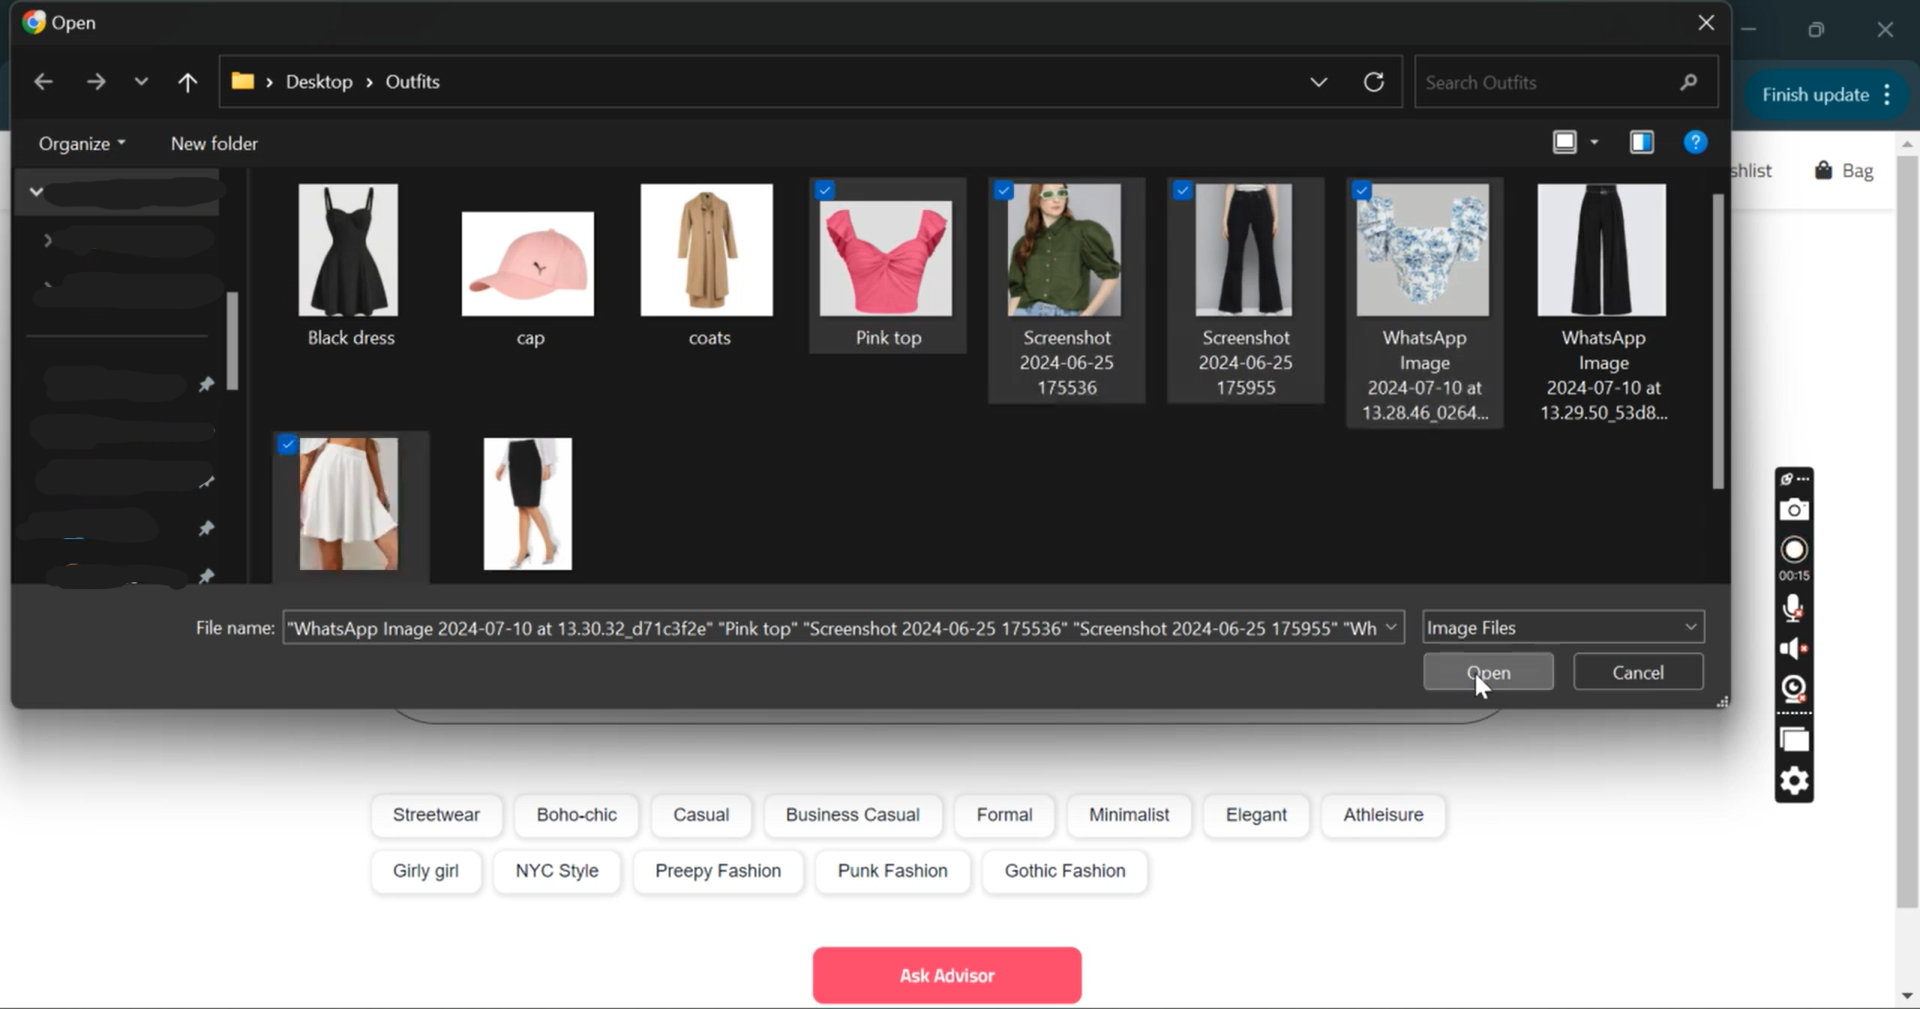 Open
Desktop > Outfits
Search Outfits
Finish update
Organize
New folder
shlist
Bag
Black dress
cap
coats
Pink top
Screenshot
2024-06-25
175536
Screenshot
2024-06-25
175955
WhatsApp
Image
2024-07-10 at
13.28.46_0264...
WhatsApp
Image
2024-07-10 at
13.29.50_53d8...
File name:
"WhatsApp Image 2024-07-10 at 13.30.32_d71c3f2e" "Pink top" "Screenshot 2024-06-25 175536" "Screenshot 2024-06-25 175955" "Wh
Image Files
Open
Cancel
00:15
Streetwear
Boho-chic
Casual
Business Casual
Formal
Minimalist
Elegant
Athleisure
Girly girl
NYC Style
Preepy Fashion
Punk Fashion
Gothic Fashion
Ask Advisor